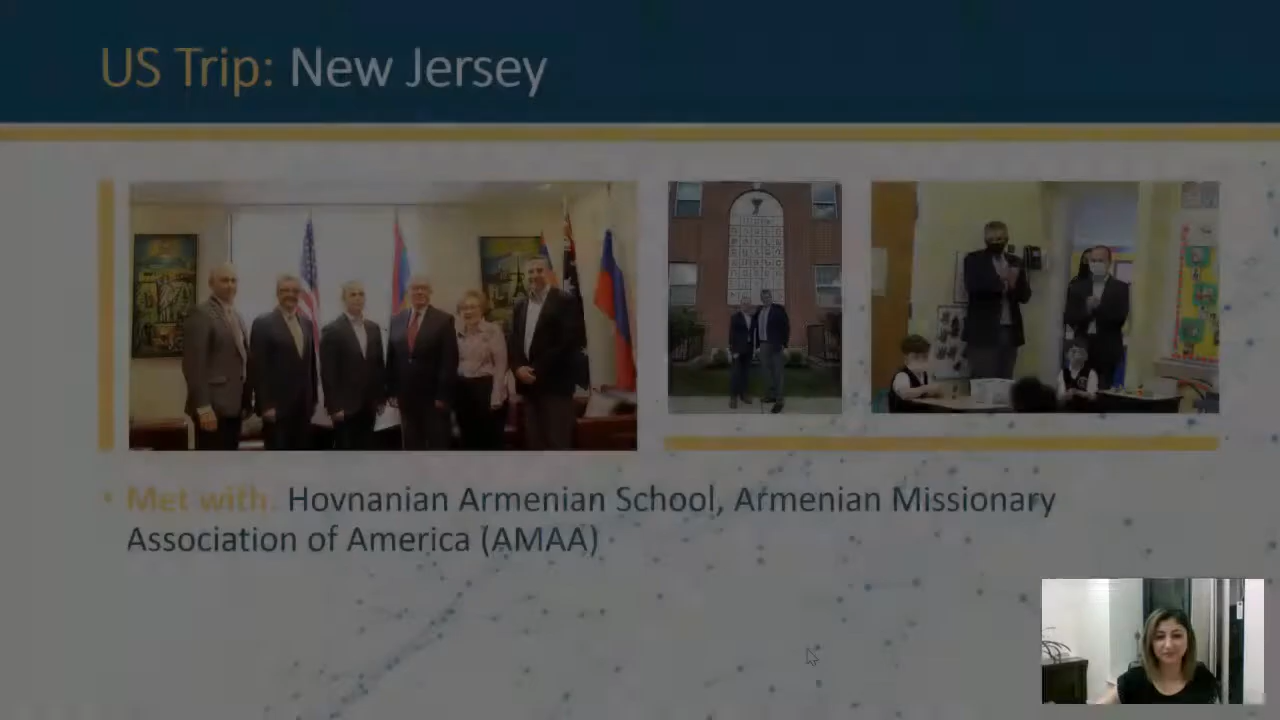 US Trip: New Jersey
• Met with: Hovnanian Armenian School, Armenian Missionary
Association of America (AMAA)